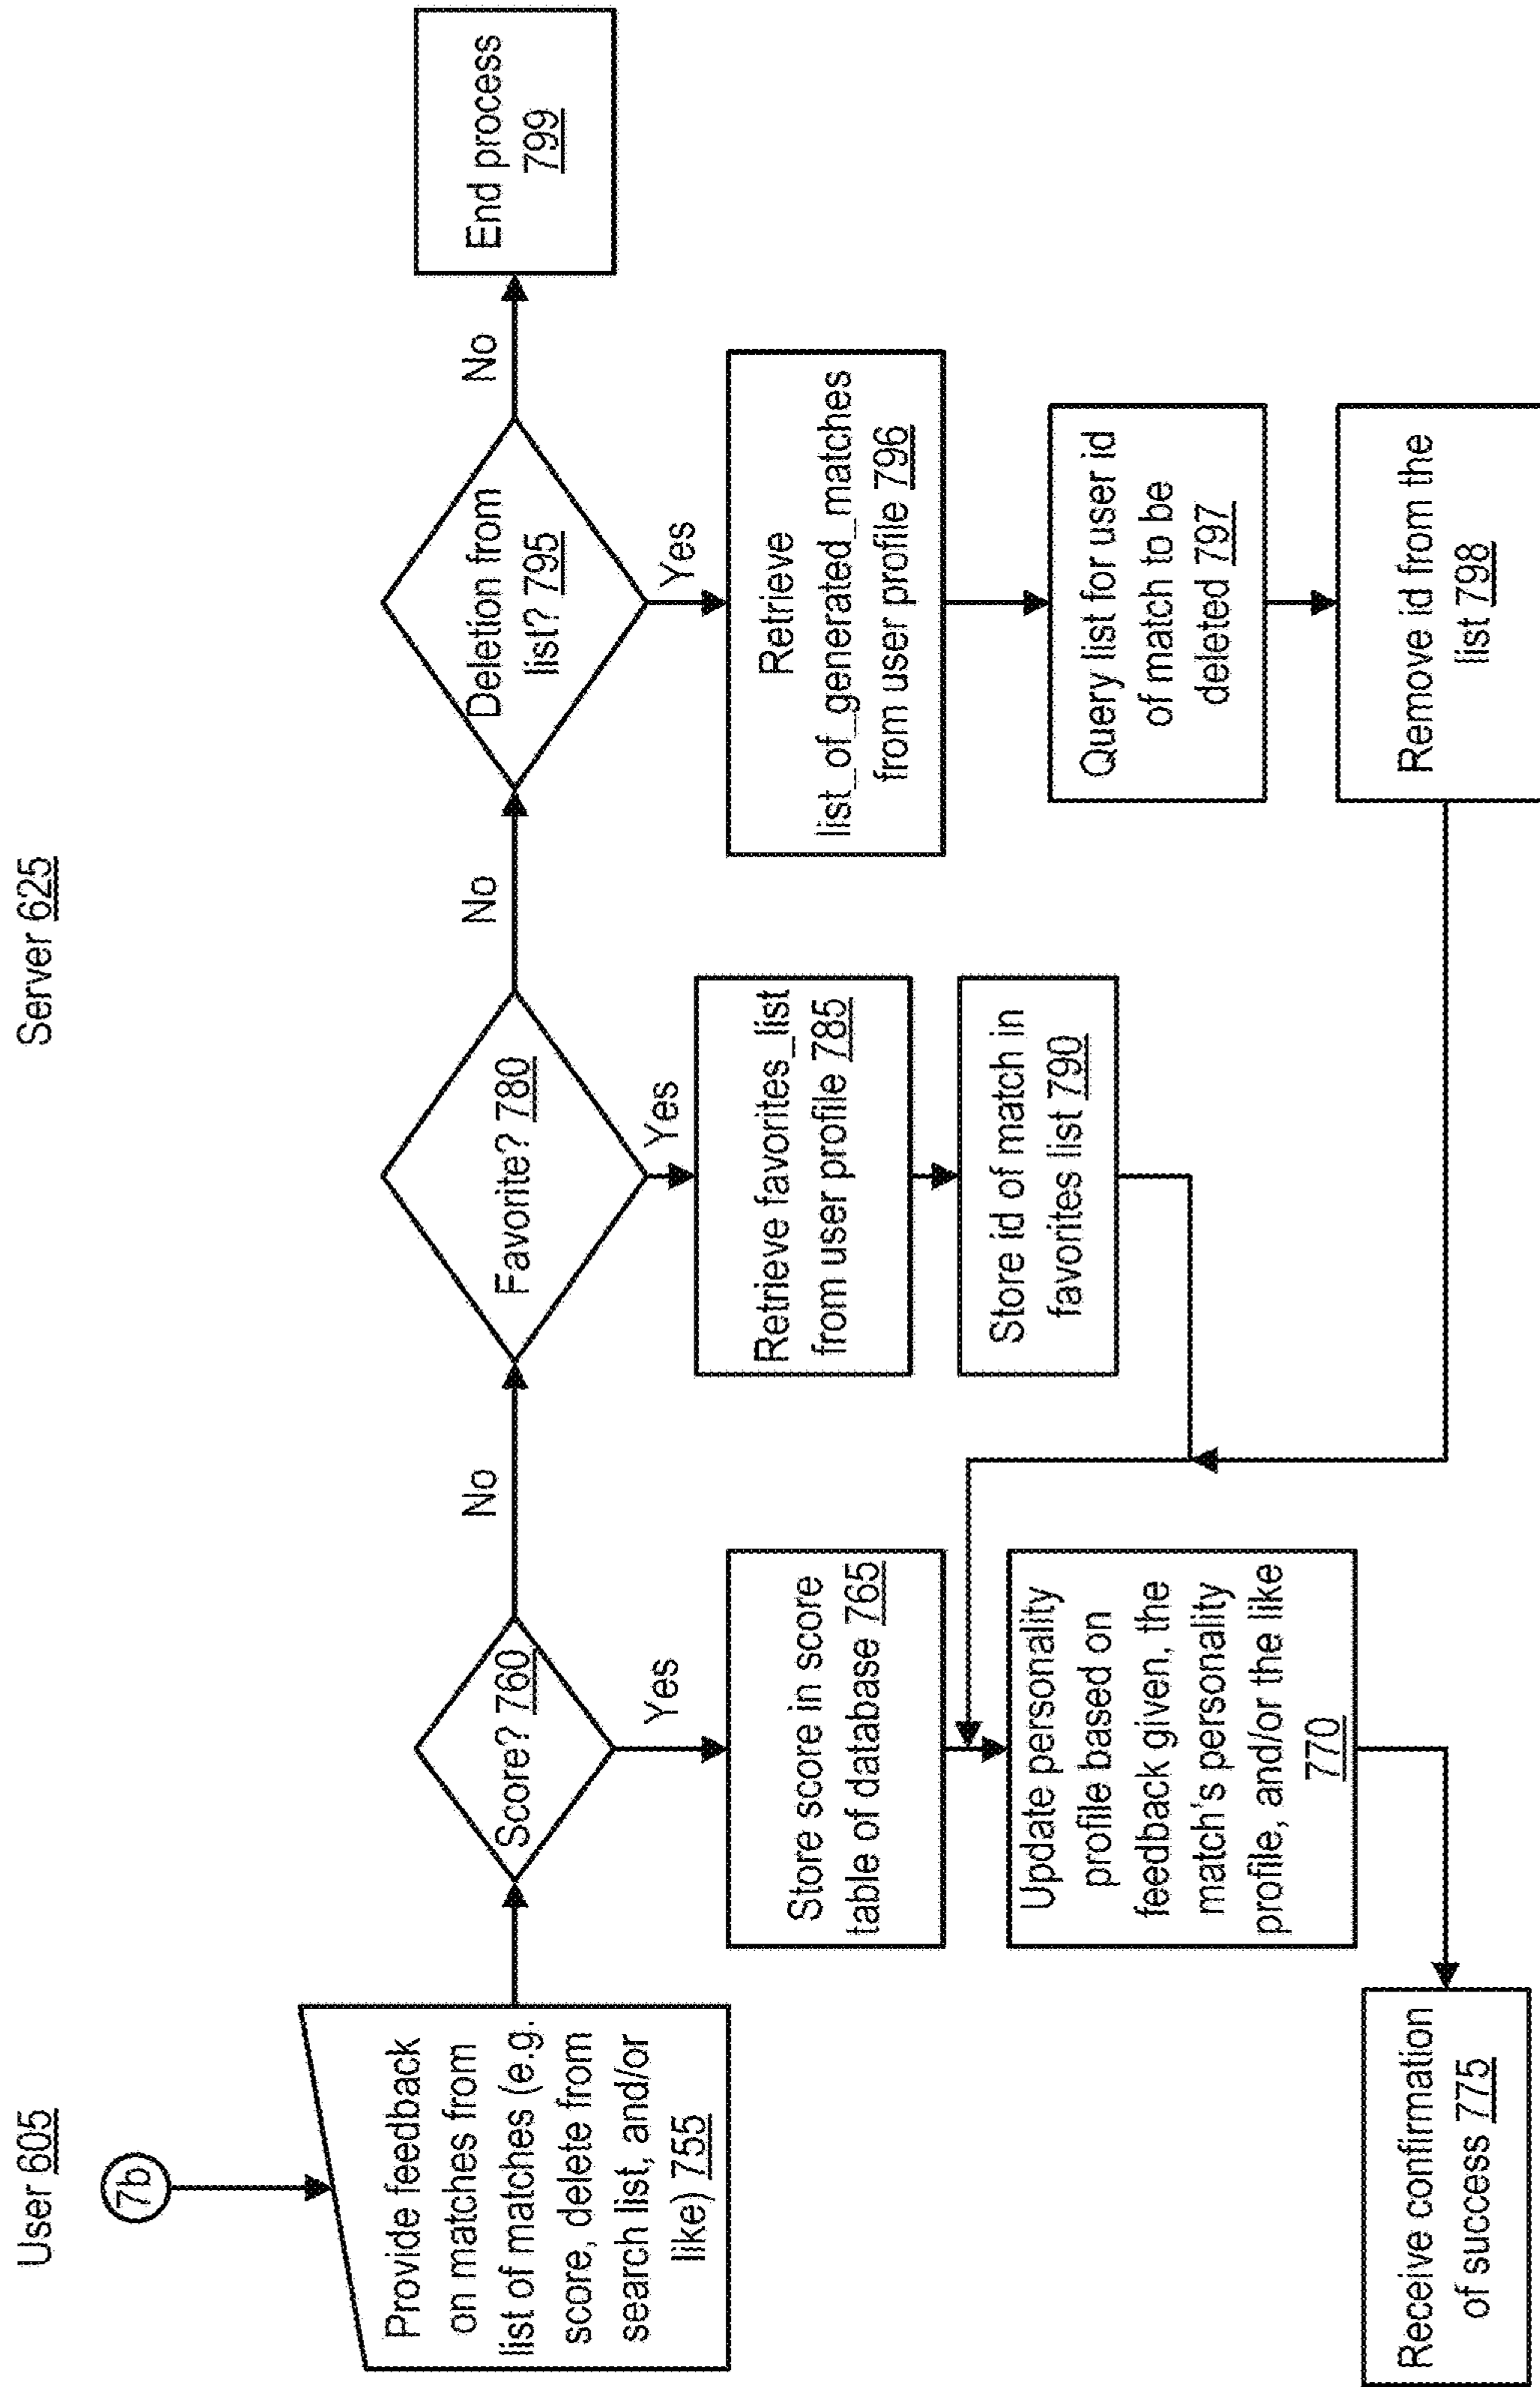 User 605
Server 625
7b
Provide feedback
on matches from
list of matches (e.g.
score, delete from
search list, and/or
like) 755
Score? 760
No
Favorite? 780
No
Deletion from
list? 795
No
End process
799
Yes
Yes
Yes
Store score in score
table of database 765
Retrieve favorites_list
from user profile 785
Retrieve
list_of_generated_matches
from user profile 796
Update personality
profile based on
feedback given, the
match's personality
profile, and/or the like
770
Store id of match in
favorites list 790
Query list for user id
of match to be
deleted 797
Receive confirmation
of success 775
Remove id from the
list 798